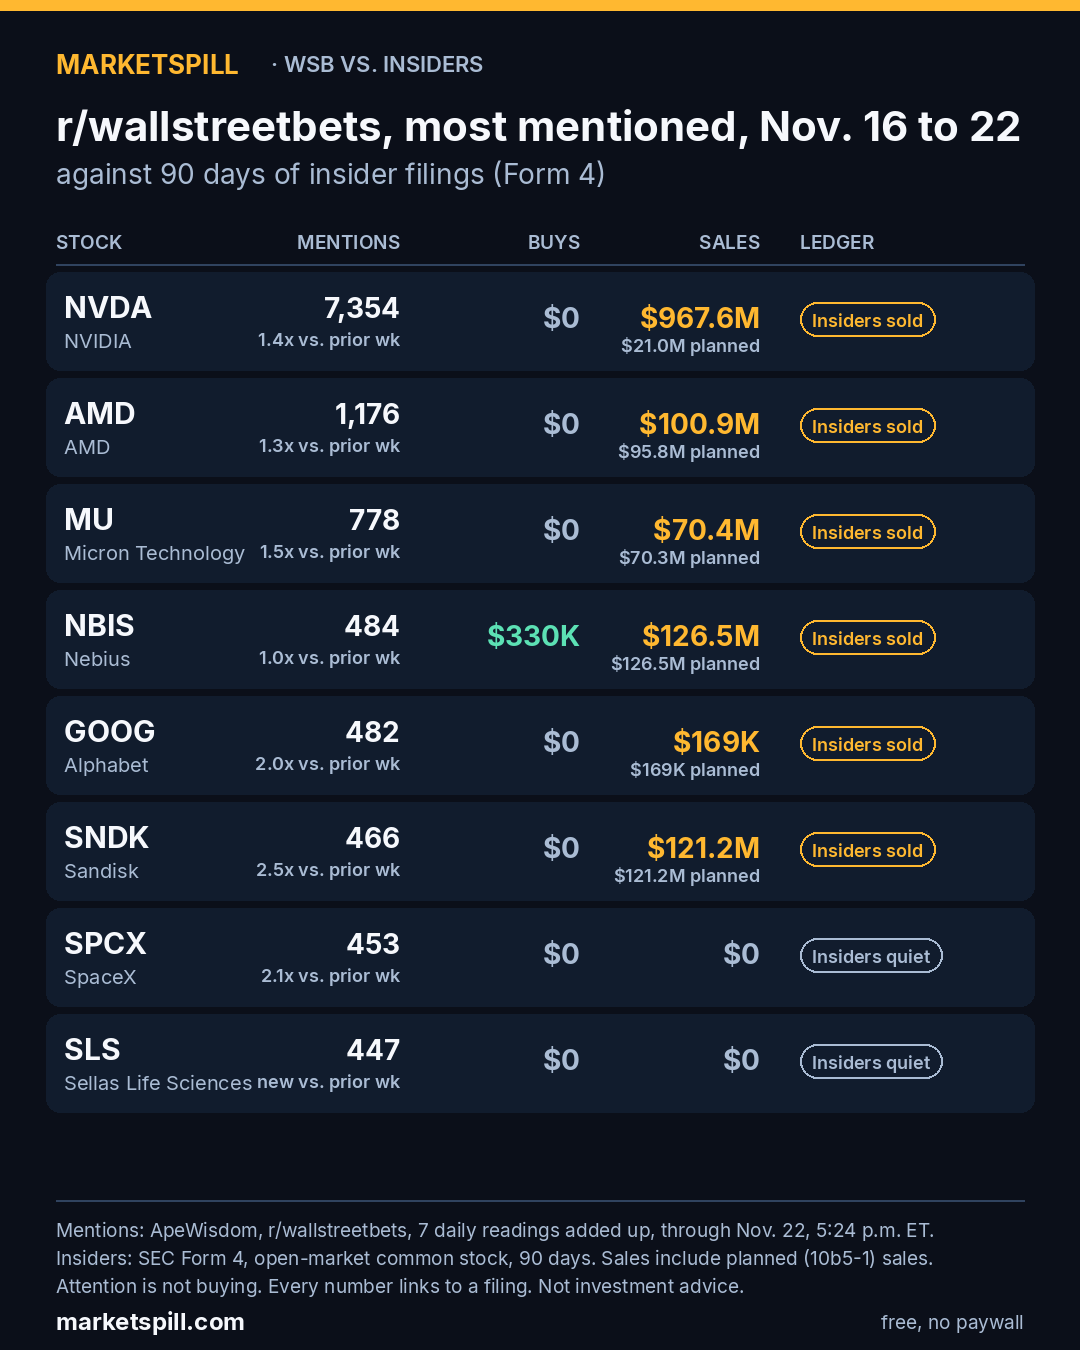 MARKETSPILL · WSB VS. INSIDERS
r/wallstreetbets, most mentioned, Nov. 16 to 22
against 90 days of insider filings (Form 4)
STOCK MENTIONS BUYS SALES LEDGER
NVDA 7,354 $0 $967.6M Insiders sold
NVIDIA 1.4x vs. prior wk $21.0M planned
AMD 1,176 $0 $100.9M Insiders sold
AMD 1.3x vs. prior wk $95.8M planned
MU 778 $0 $70.4M Insiders sold
Micron Technology 1.5x vs. prior wk $70.3M planned
NBIS 484 $330K $126.5M Insiders sold
Nebius 1.0x vs. prior wk $126.5M planned
GOOG 482 $0 $169K Insiders sold
Alphabet 2.0x vs. prior wk $169K planned
SNDK 466 $0 $121.2M Insiders sold
Sandisk 2.5x vs. prior wk $121.2M planned
SPCX 453 $0 $0 Insiders quiet
SpaceX 2.1x vs. prior wk
SLS 447 $0 $0 Insiders quiet
Sellas Life Sciences new vs. prior wk
Mentions: ApeWisdom, r/wallstreetbets, 7 daily readings added up, through Nov. 22, 5:24 p.m. ET.
Insiders: SEC Form 4, open-market common stock, 90 days. Sales include planned (10b5-1) sales.
Attention is not buying. Every number links to a filing. Not investment advice.
marketspill.com free, no paywall